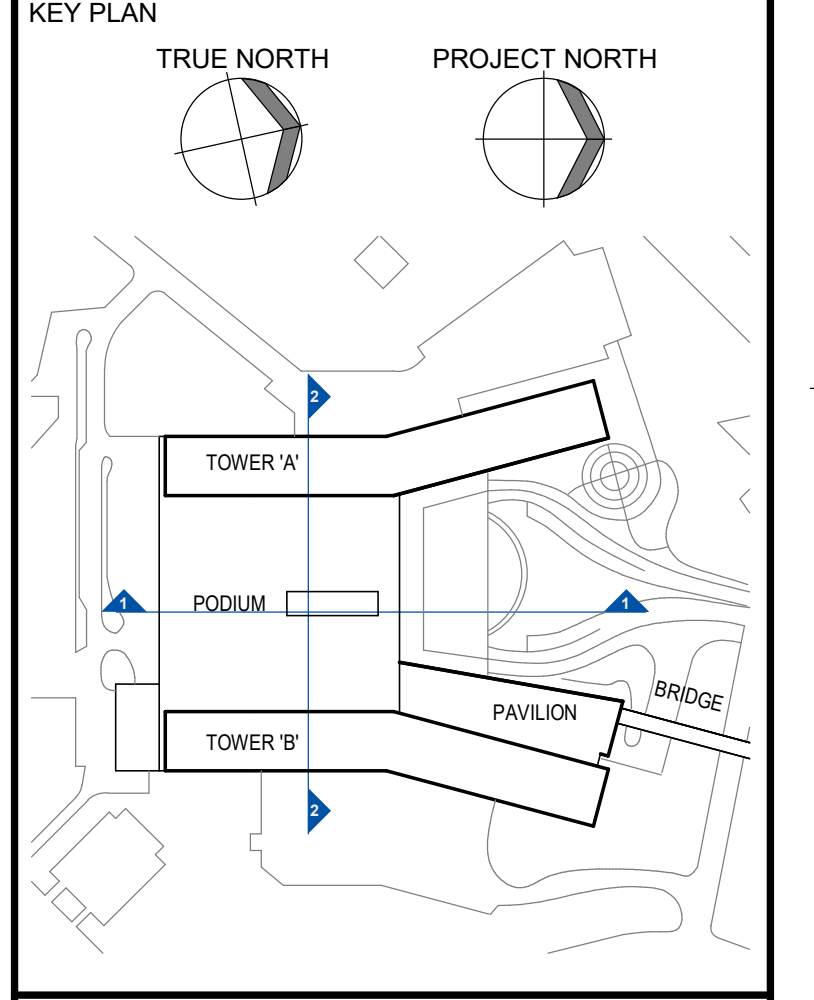 KEY PLAN
TRUE NORTH
PROJECT NORTH
2
TOWER 'A'
1
PODIUM
1
BRIDGE
PAVILION
TOWER 'B'
2